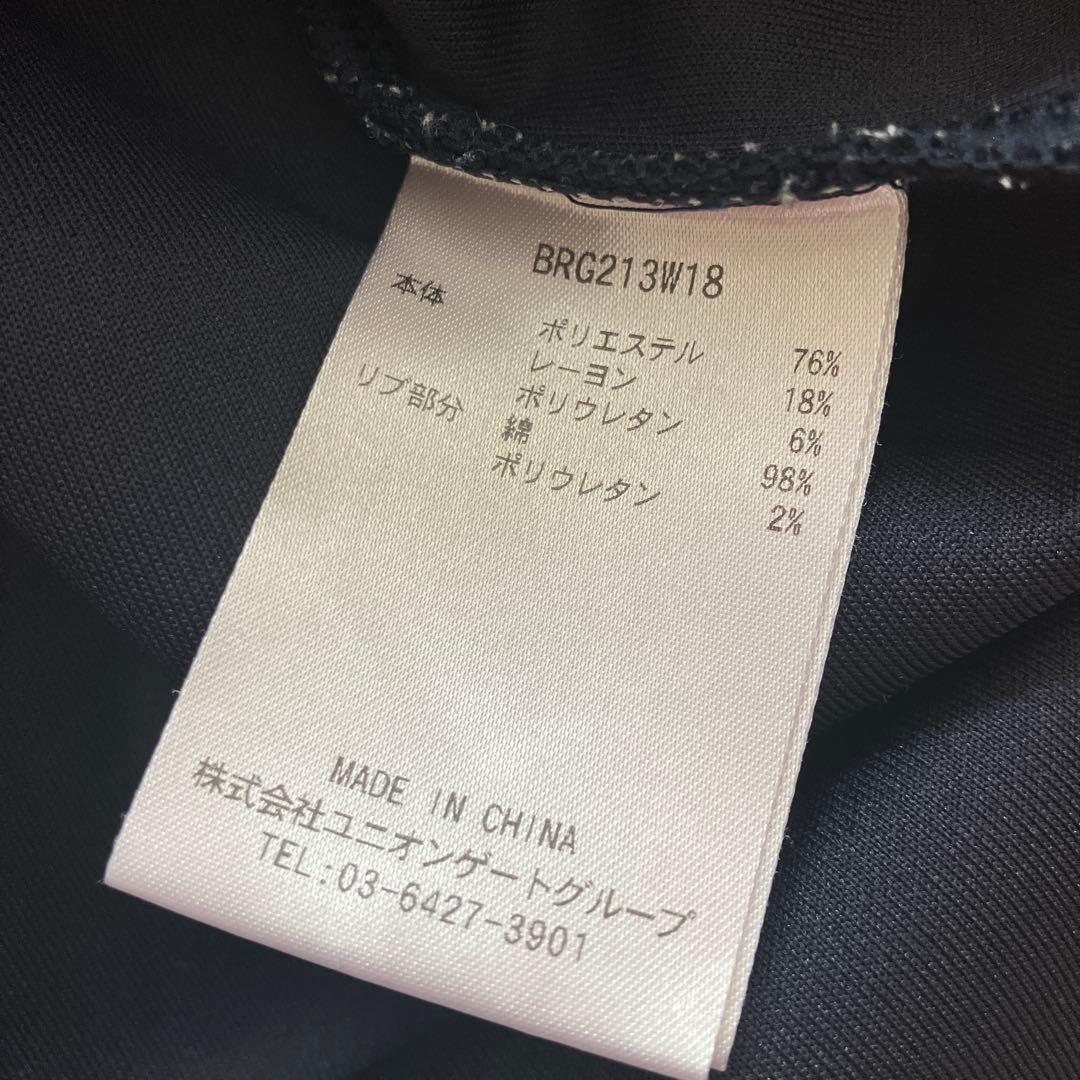 BRG213W18
本体
ポリエステル 76%
レーヨン 18%
ポリウレタン 6%
リブ部分 綿 98%
ポリウレタン 2%
MADE IN CHINA
株式会社ユニオンゲートグループ
TEL:03-6427-3901